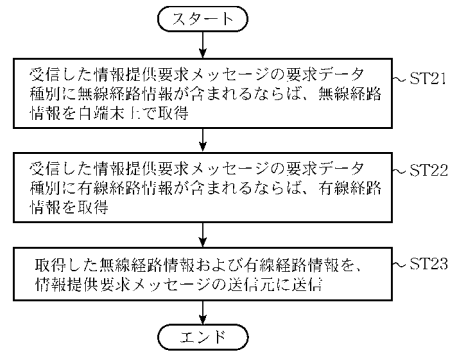 スタート
受信した情報提供要求メッセージの要求データ
種別に無線経路情報が含まれるならば、無線経路
情報を自端末上で取得
ST21
受信した情報提供要求メッセージの要求データ
種別に有線経路情報が含まれるならば、有線経路
情報を取得
ST22
取得した無線経路情報および有線経路情報を、
情報提供要求メッセージの送信元に送信
ST23
エンド